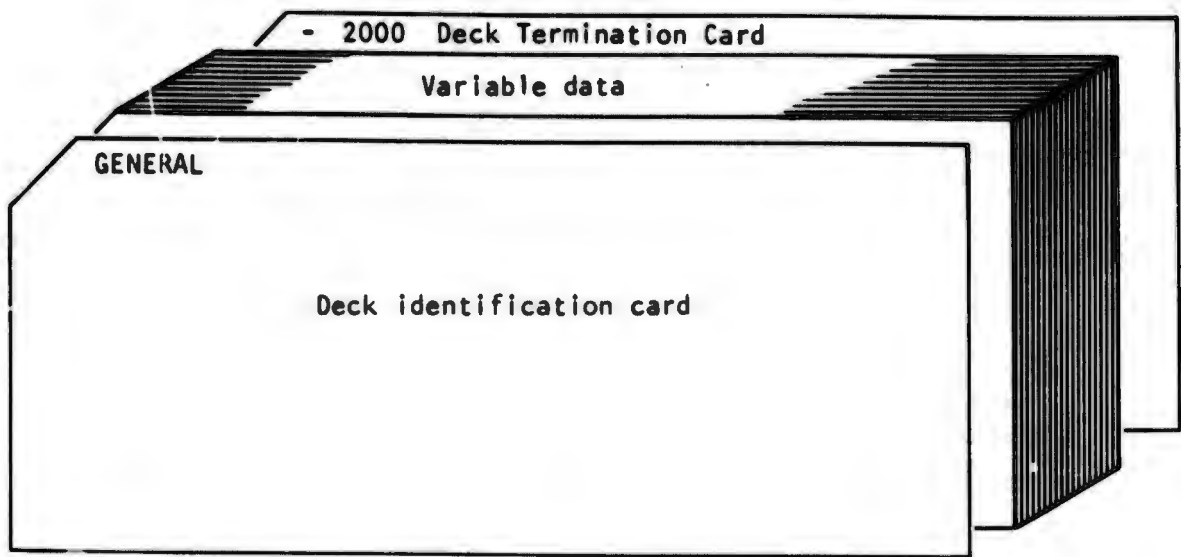 - 2000 Deck Termination Card
Variable data
GENERAL
Deck identification card